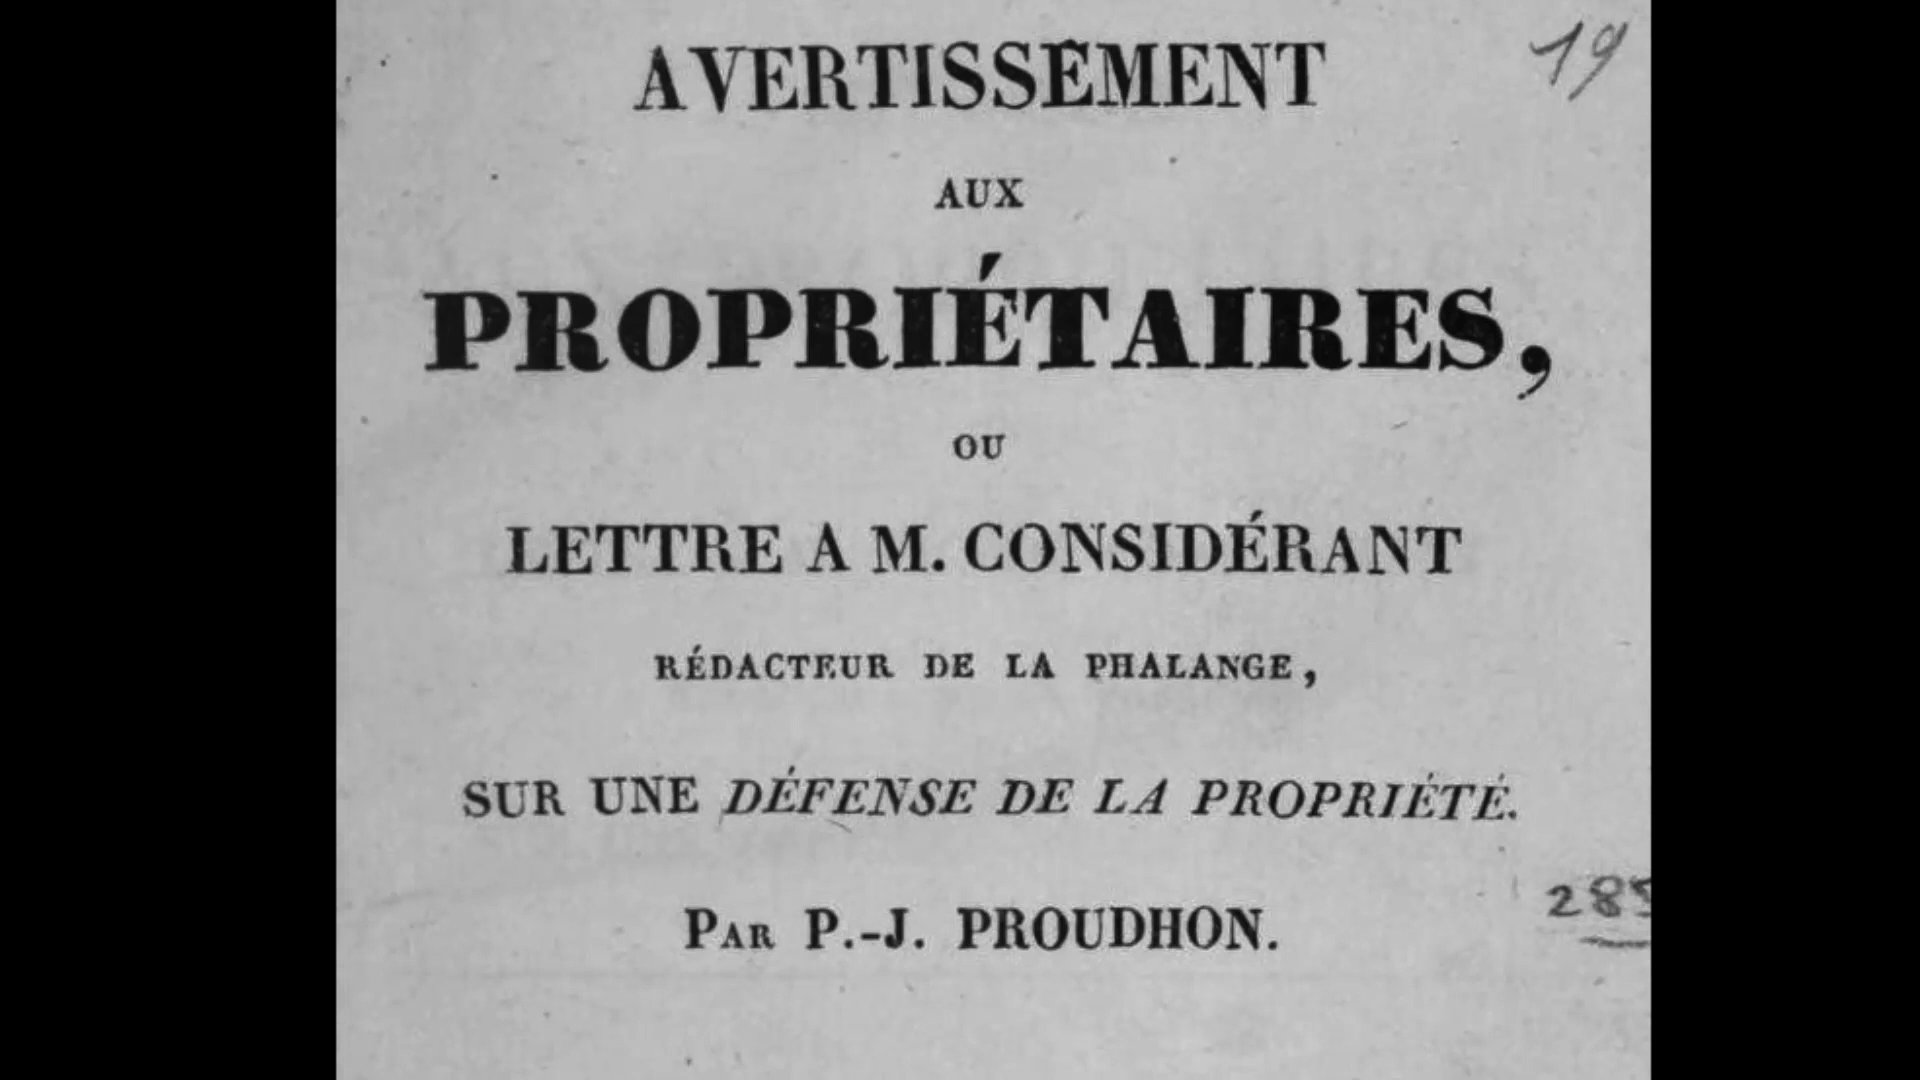 19
AVERTISSEMENT
AUX
PROPRIÉTAIRES,
OU
LETTRE A M. CONSIDÉRANT
RÉDACTEUR DE LA PHALANGE,
SUR UNE DÉFENSE DE LA PROPRIÉTÉ.
285
PAR P.-J. PROUDHON.